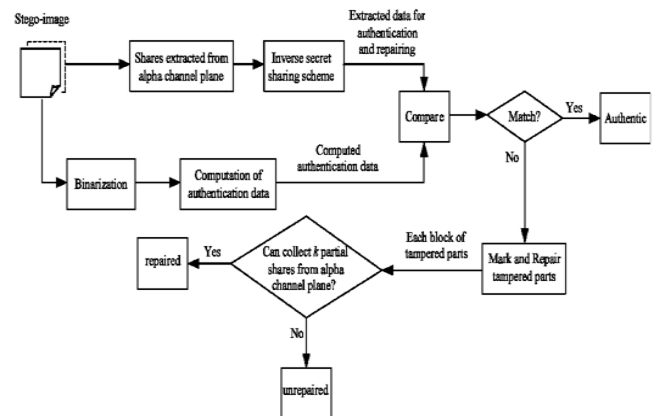 Stego-image
Shares extracted from
alpha channel plane
Inverse secret
sharing scheme
Extracted data for
authentication
and repairing
Compare
Match?
Yes
Authentic
No
Binarization
Computation of
authentication data
Computed
authentication data
Mark and Repair
tampered parts
Each block of
tampered parts
Can collect k partial
shares from alpha
channel plane?
Yes
repaired
No
unrepaired